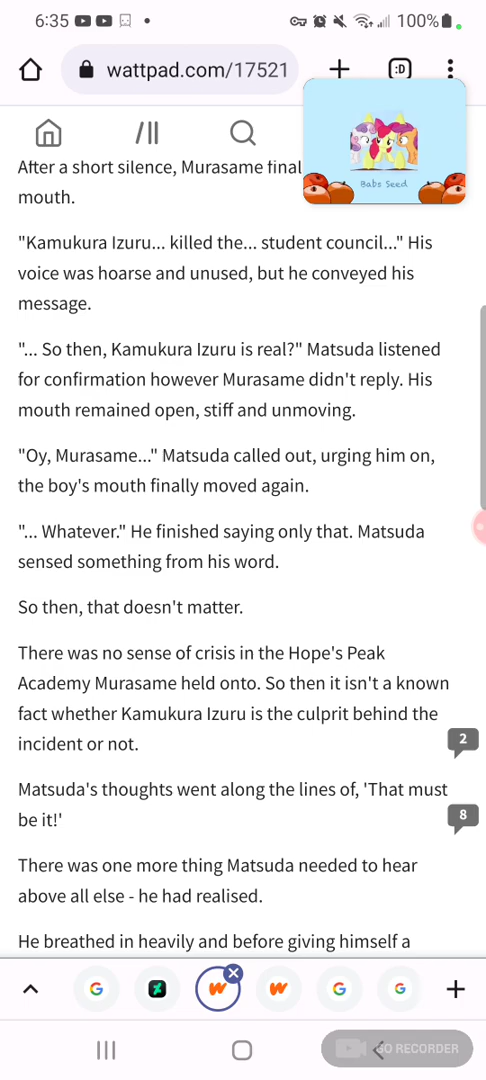 6:35
100%
wattpad.com/17521
:D
Babs Seed
After a short silence, Murasame final
mouth.
"Kamukura Izuru... killed the... student council..." His
voice was hoarse and unused, but he conveyed his
message.
"... So then, Kamukura Izuru is real?" Matsuda listened
for confirmation however Murasame didn't reply. His
mouth remained open, stiff and unmoving.
"Oy, Murasame..." Matsuda called out, urging him on,
the boy's mouth finally moved again.
"... Whatever." He finished saying only that. Matsuda
sensed something from his word.
So then, that doesn't matter.
There was no sense of crisis in the Hope's Peak
Academy Murasame held onto. So then it isn't a known
fact whether Kamukura Izuru is the culprit behind the
incident or not.
2
Matsuda's thoughts went along the lines of, 'That must
be it!'
8
There was one more thing Matsuda needed to hear
above all else - he had realised.
He breathed in heavily and before giving himself a
GO RECORDER